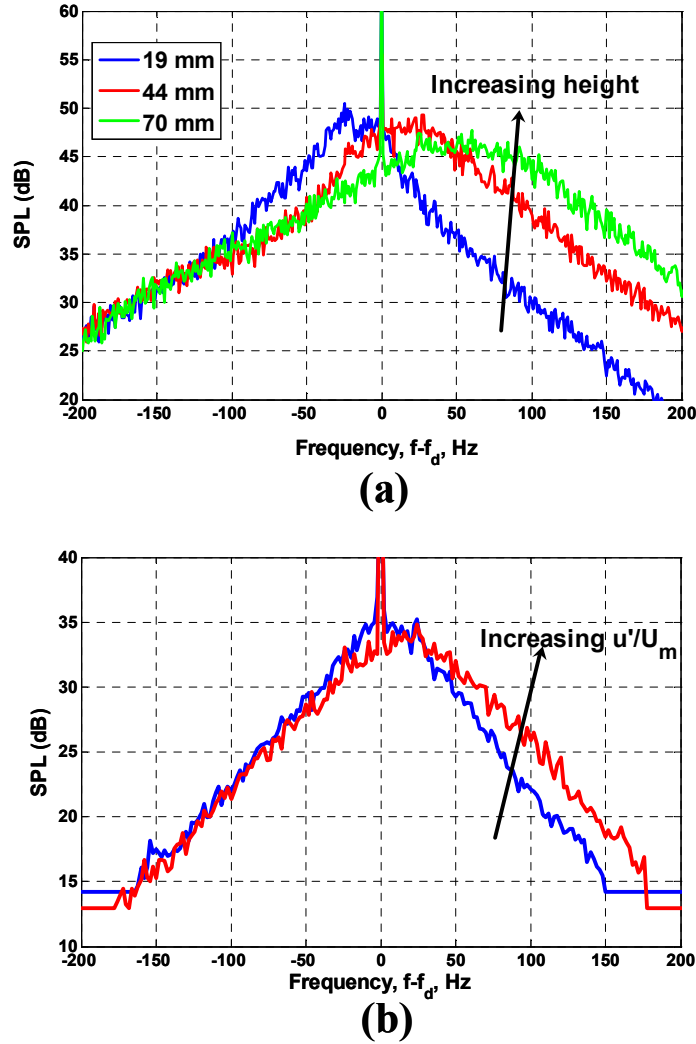 60
55
50
45
40
35
30
25
20
SPL (dB)
19 mm
44 mm
70 mm
Increasing height
-200 -150 -100 -50 0 50 100 150 200
Frequency, f-f_d, Hz
(a)
40
35
30
25
20
15
10
SPL (dB)
Increasing u'/U_m
-200 -150 -100 -50 0 50 100 150 200
Frequency, f-f_d, Hz
(b)